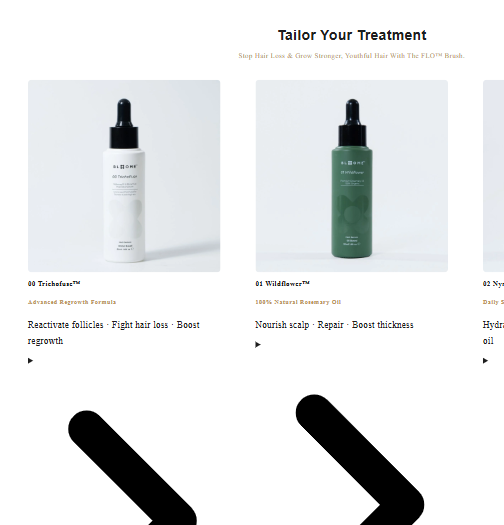 Tailor Your Treatment
Stop Hair Loss & Grow Stronger, Youthful Hair With The FLO™ Brush.
00 Trichofuse™
Advanced Regrowth Formula
Reactivate follicles · Fight hair loss · Boost
regrowth
01 Wildflower™
100% Natural Rosemary Oil
Nourish scalp · Repair · Boost thickness
02
Daily
oil